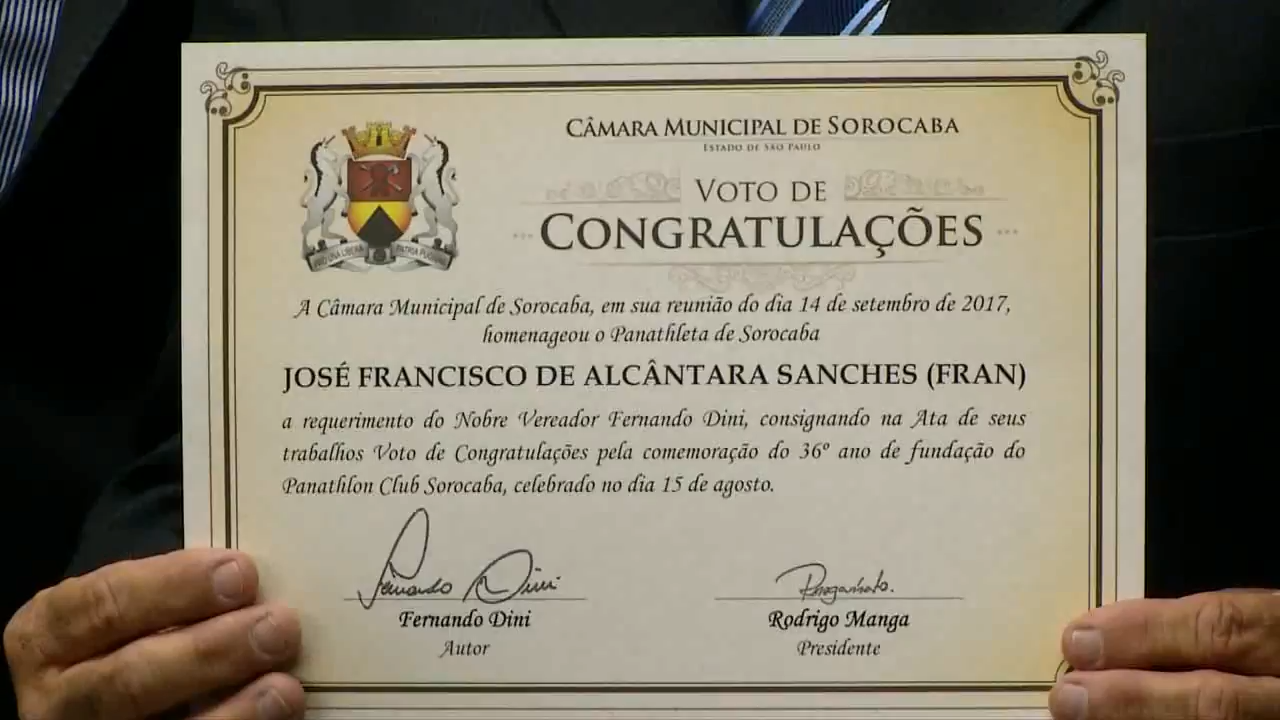 CÂMARA MUNICIPAL DE SOROCABA
ESTADO DE SÃO PAULO
VOTO DE
CONGRATULAÇÕES
A Câmara Municipal de Sorocaba, em sua reunião do dia 14 de setembro de 2017,
homenageou o Panathleta de Sorocaba
JOSÉ FRANCISCO DE ALCÂNTARA SANCHES (FRAN)
a requerimento do Nobre Vereador Fernando Dini, consignando na Ata de seus
trabalhos Voto de Congratulações pela comemoração do 36º ano de fundação do
Panathlon Club Sorocaba, celebrado no dia 15 de agosto.
Fernando Dini
Fernando Dini
Autor
Rodrigo Manga
Presidente